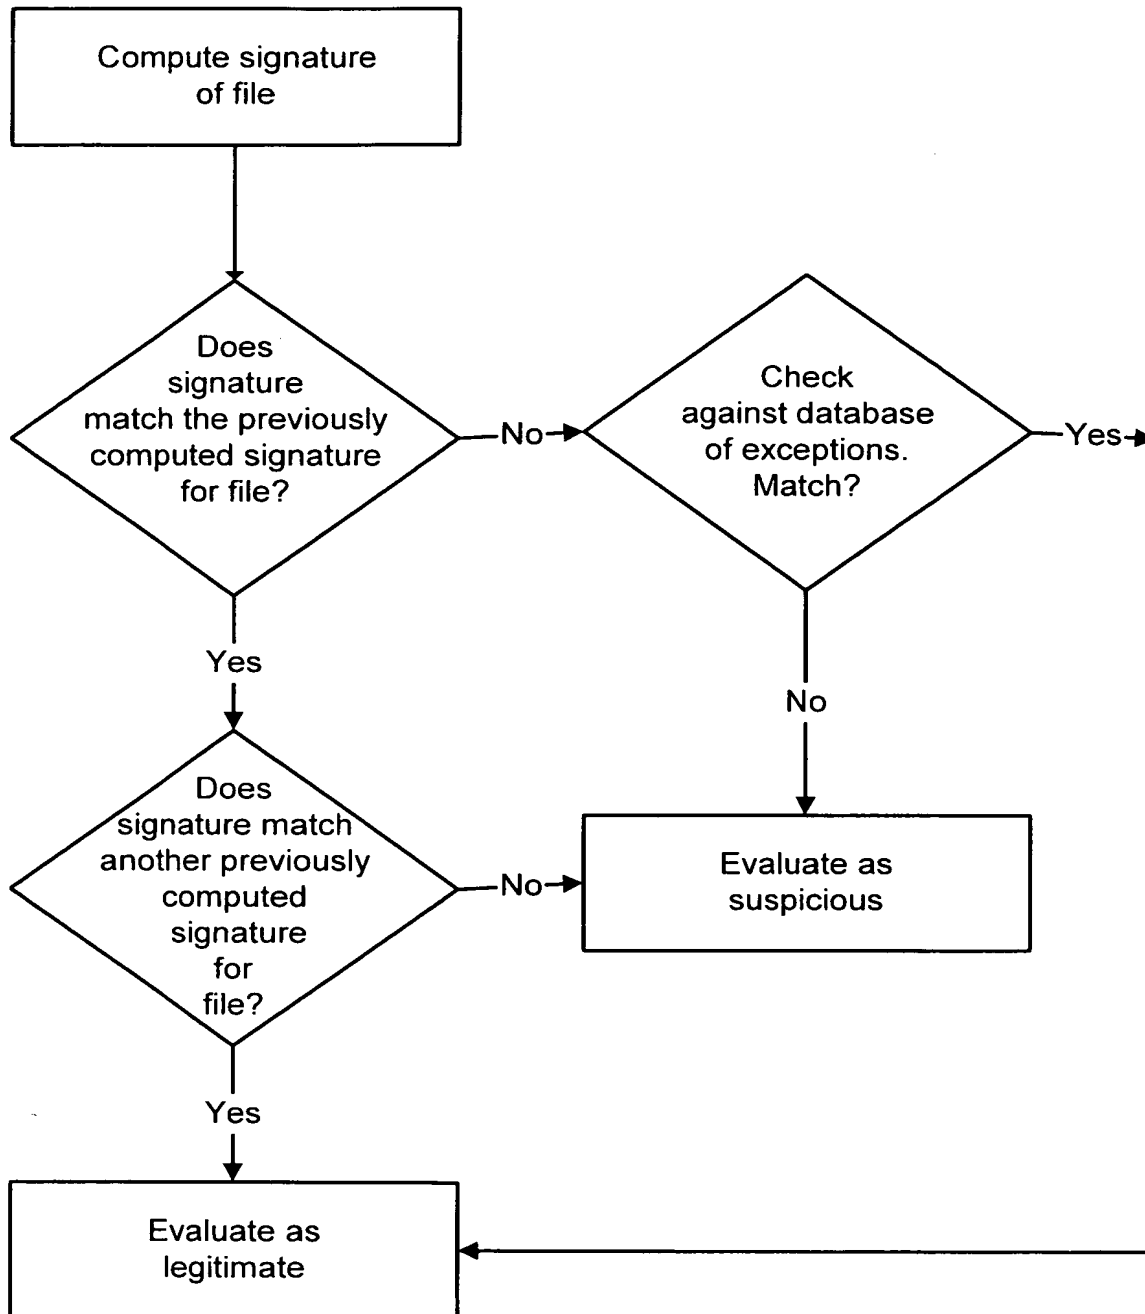 Compute signature
of file
Does
signature
match the previously
computed signature
for file?
No
Check
against database
of exceptions.
Match?
Yes
Yes
No
Does
signature match
another previously
computed
signature
for
file?
No
Evaluate as
suspicious
Yes
Evaluate as
legitimate